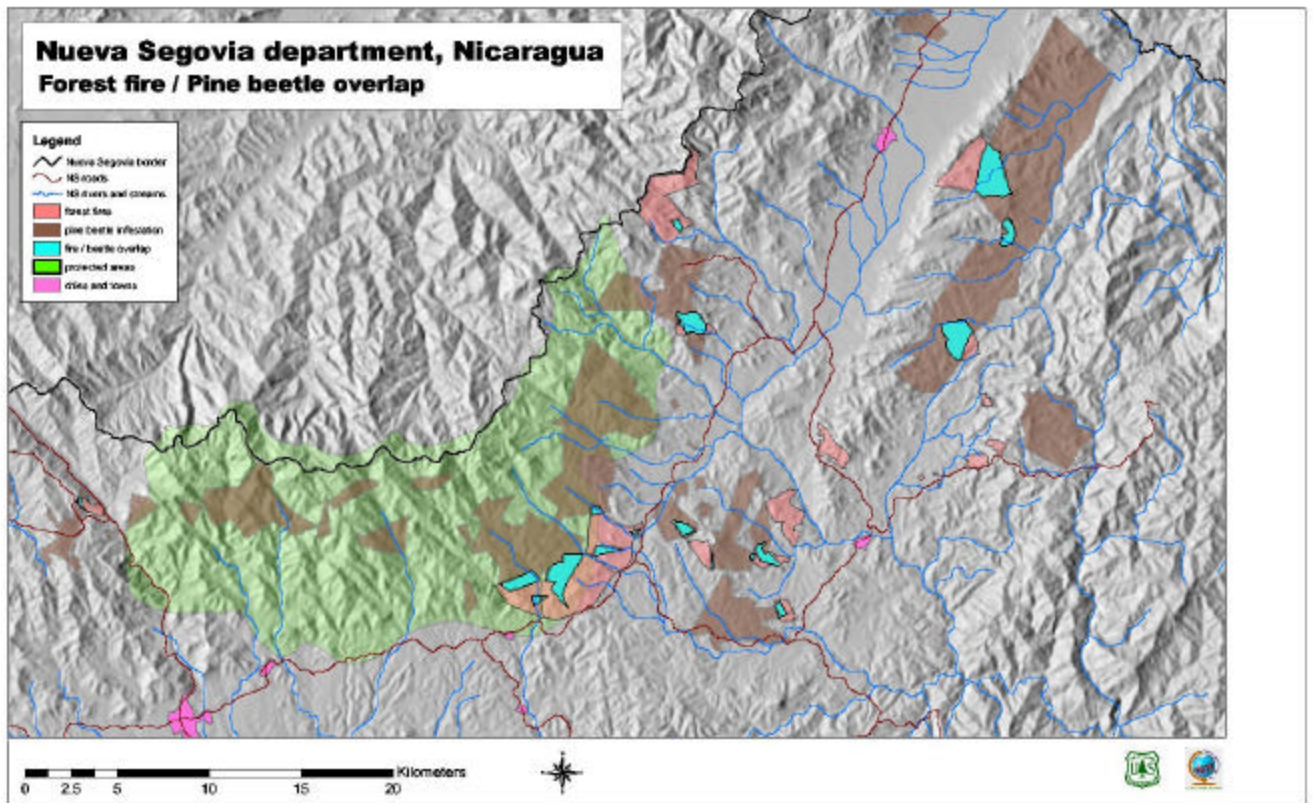 Nueva Segovia department, Nicaragua
Forest fire / Pine beetle overlap
Legend
Nueva Segovia border
NS roads
NS rivers and streams
forest fires
pine beetle infestation
fire / beetle overlap
protected areas
cities and towns
Kilometers
0 2.5 5 10 15 20